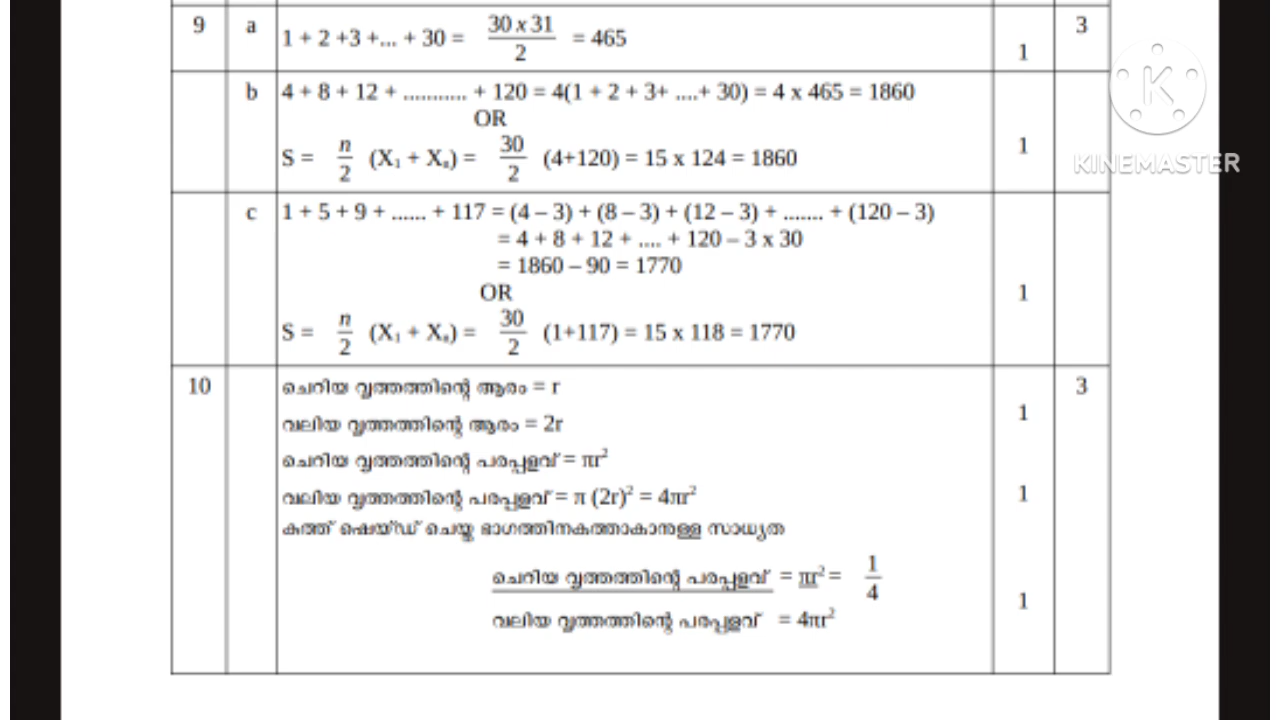 9 a 1 + 2 +3 +... + 30 = 30 x 31 / 2 = 465 1 3
b 4 + 8 + 12 + ........... + 120 = 4(1 + 2 + 3+ ....+ 30) = 4 x 465 = 1860
OR
S = n/2 (X₁ + Xₙ) = 30/2 (4+120) = 15 x 124 = 1860 1
c 1 + 5 + 9 + ...... + 117 = (4 – 3) + (8 – 3) + (12 – 3) + ....... + (120 – 3)
= 4 + 8 + 12 + .... + 120 – 3 x 30
= 1860 – 90 = 1770
OR 1
S = n/2 (X₁ + Xₙ) = 30/2 (1+117) = 15 x 118 = 1770
10 ചെറിയ വൃത്തത്തിന്റെ ആരം = r 3
വലിയ വൃത്തത്തിന്റെ ആരം = 2r 1
ചെറിയ വൃത്തത്തിന്റെ പരപ്പളവ് = πr²
വലിയ വൃത്തത്തിന്റെ പരപ്പളവ് = π (2r)² = 4πr² 1
കുത്ത് ഷെയ്ഡ് ചെയ്ത ഭാഗത്തിനകത്താകാനുള്ള സാധ്യത
ചെറിയ വൃത്തത്തിന്റെ പരപ്പളവ് = πr² = 1/4
വലിയ വൃത്തത്തിന്റെ പരപ്പളവ് = 4πr² 1
K
KINEMASTER